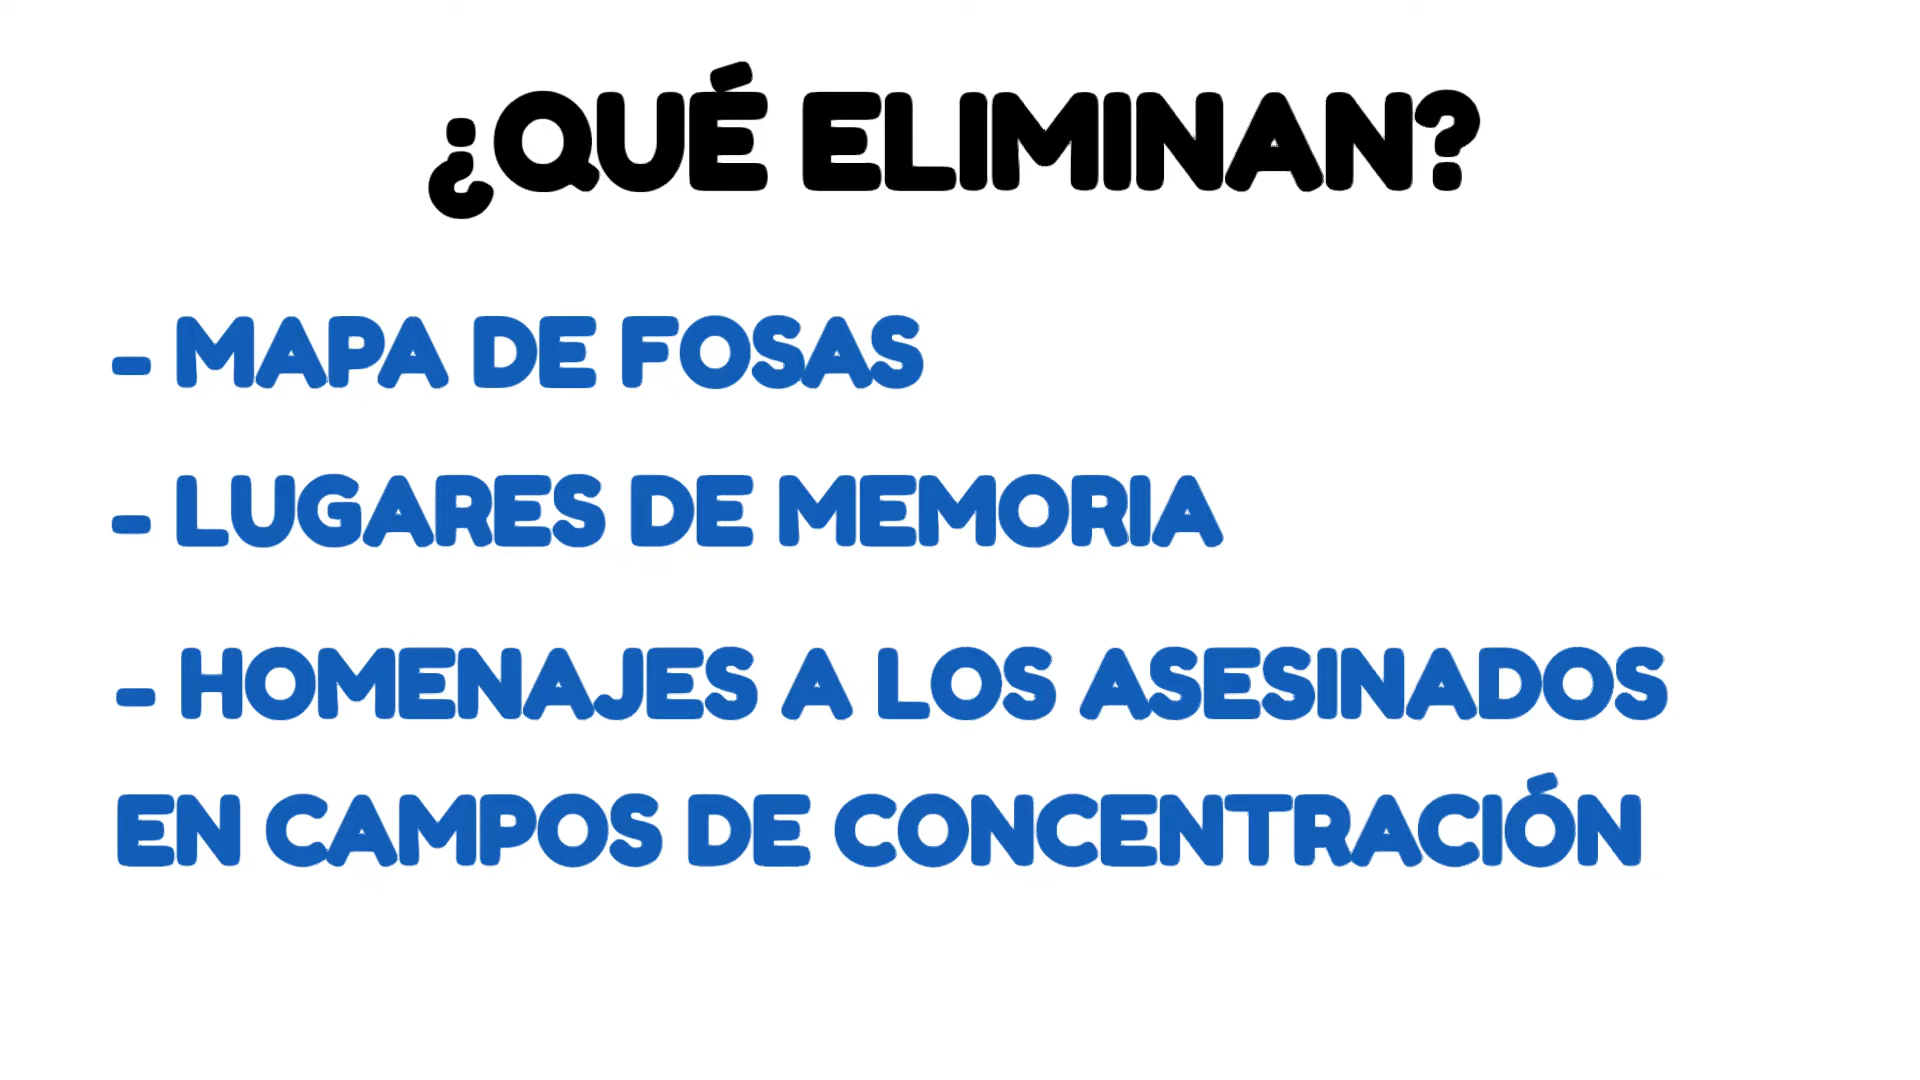 ¿QUÉ ELIMINAN?
- MAPA DE FOSAS
- LUGARES DE MEMORIA
- HOMENAJES A LOS ASESINADOS
EN CAMPOS DE CONCENTRACIÓN